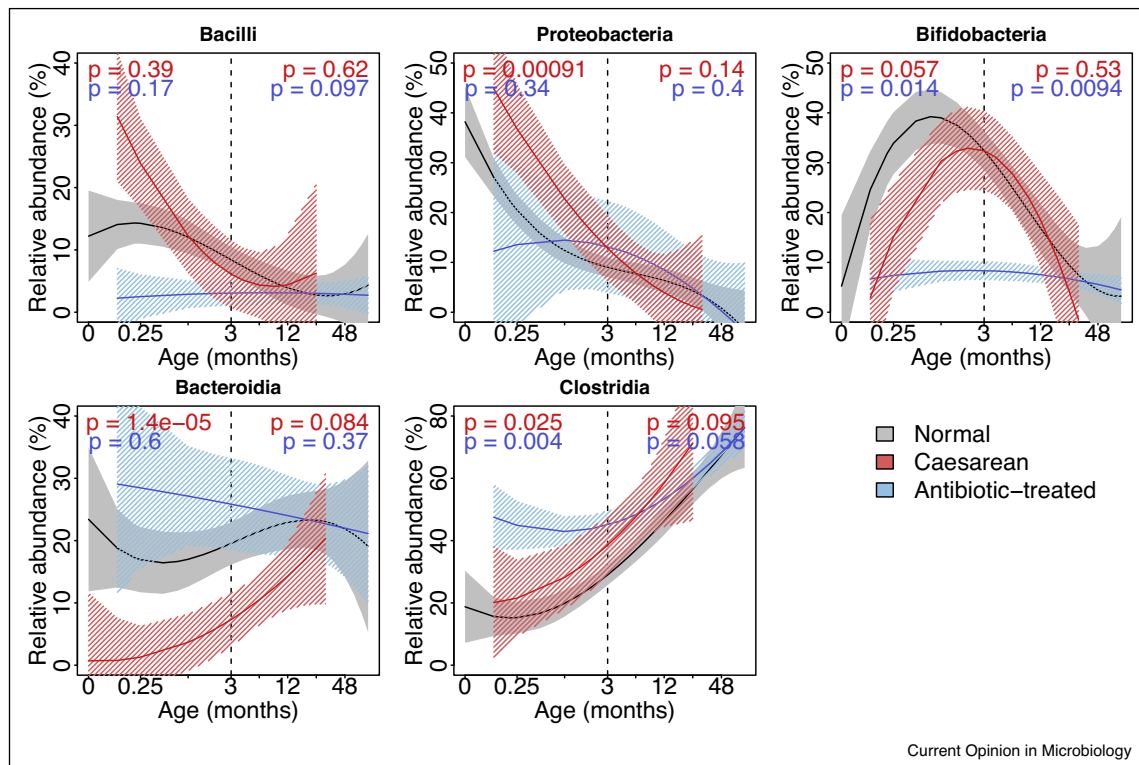 Bacilli
Relative abundance (%)
40
30
20
10
0
p = 0.39
p = 0.17
p = 0.62
p = 0.097
0 0.25 3 12 48
Age (months)
Proteobacteria
Relative abundance (%)
50
40
30
20
10
0
p = 0.00091
p = 0.34
p = 0.14
p = 0.4
0 0.25 3 12 48
Age (months)
Bifidobacteria
Relative abundance (%)
50
40
30
20
10
0
p = 0.057
p = 0.014
p = 0.53
p = 0.0094
0 0.25 3 12 48
Age (months)
Bacteroidia
Relative abundance (%)
40
30
20
10
0
p = 1.4e−05
p = 0.6
p = 0.084
p = 0.37
0 0.25 3 12 48
Age (months)
Clostridia
Relative abundance (%)
80
60
40
20
0
p = 0.025
p = 0.004
p = 0.095
p = 0.058
0 0.25 3 12 48
Age (months)
Normal
Caesarean
Antibiotic−treated
Current Opinion in Microbiology